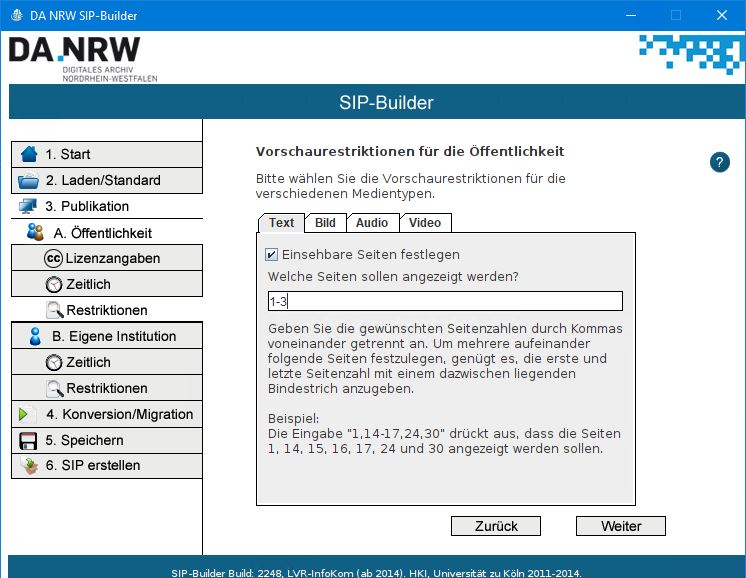 DA NRW SIP-Builder
DA.NRW
DIGITALES ARCHIV
NORDRHEIN-WESTFALEN
SIP-Builder
1. Start
2. Laden/Standard
3. Publikation
A. Öffentlichkeit
cc Lizenzangaben
Zeitlich
Restriktionen
B. Eigene Institution
Zeitlich
Restriktionen
4. Konversion/Migration
5. Speichern
6. SIP erstellen
Vorschaurestriktionen für die Öffentlichkeit
?
Bitte wählen Sie die Vorschaurestriktionen für die
verschiedenen Medientypen.
Text Bild Audio Video
Einsehbare Seiten festlegen
Welche Seiten sollen angezeigt werden?
1-3
Geben Sie die gewünschten Seitenzahlen durch Kommas
voneinander getrennt an. Um mehrere aufeinander
folgende Seiten festzulegen, genügt es, die erste und
letzte Seitenzahl mit einem dazwischen liegenden
Bindestrich anzugeben.
Beispiel:
Die Eingabe "1,14-17,24,30" drückt aus, dass die Seiten
1, 14, 15, 16, 17, 24 und 30 angezeigt werden sollen.
Zurück Weiter
SIP-Builder Build: 2248, LVR-InfoKom (ab 2014), HKI, Universität zu Köln 2011-2014.